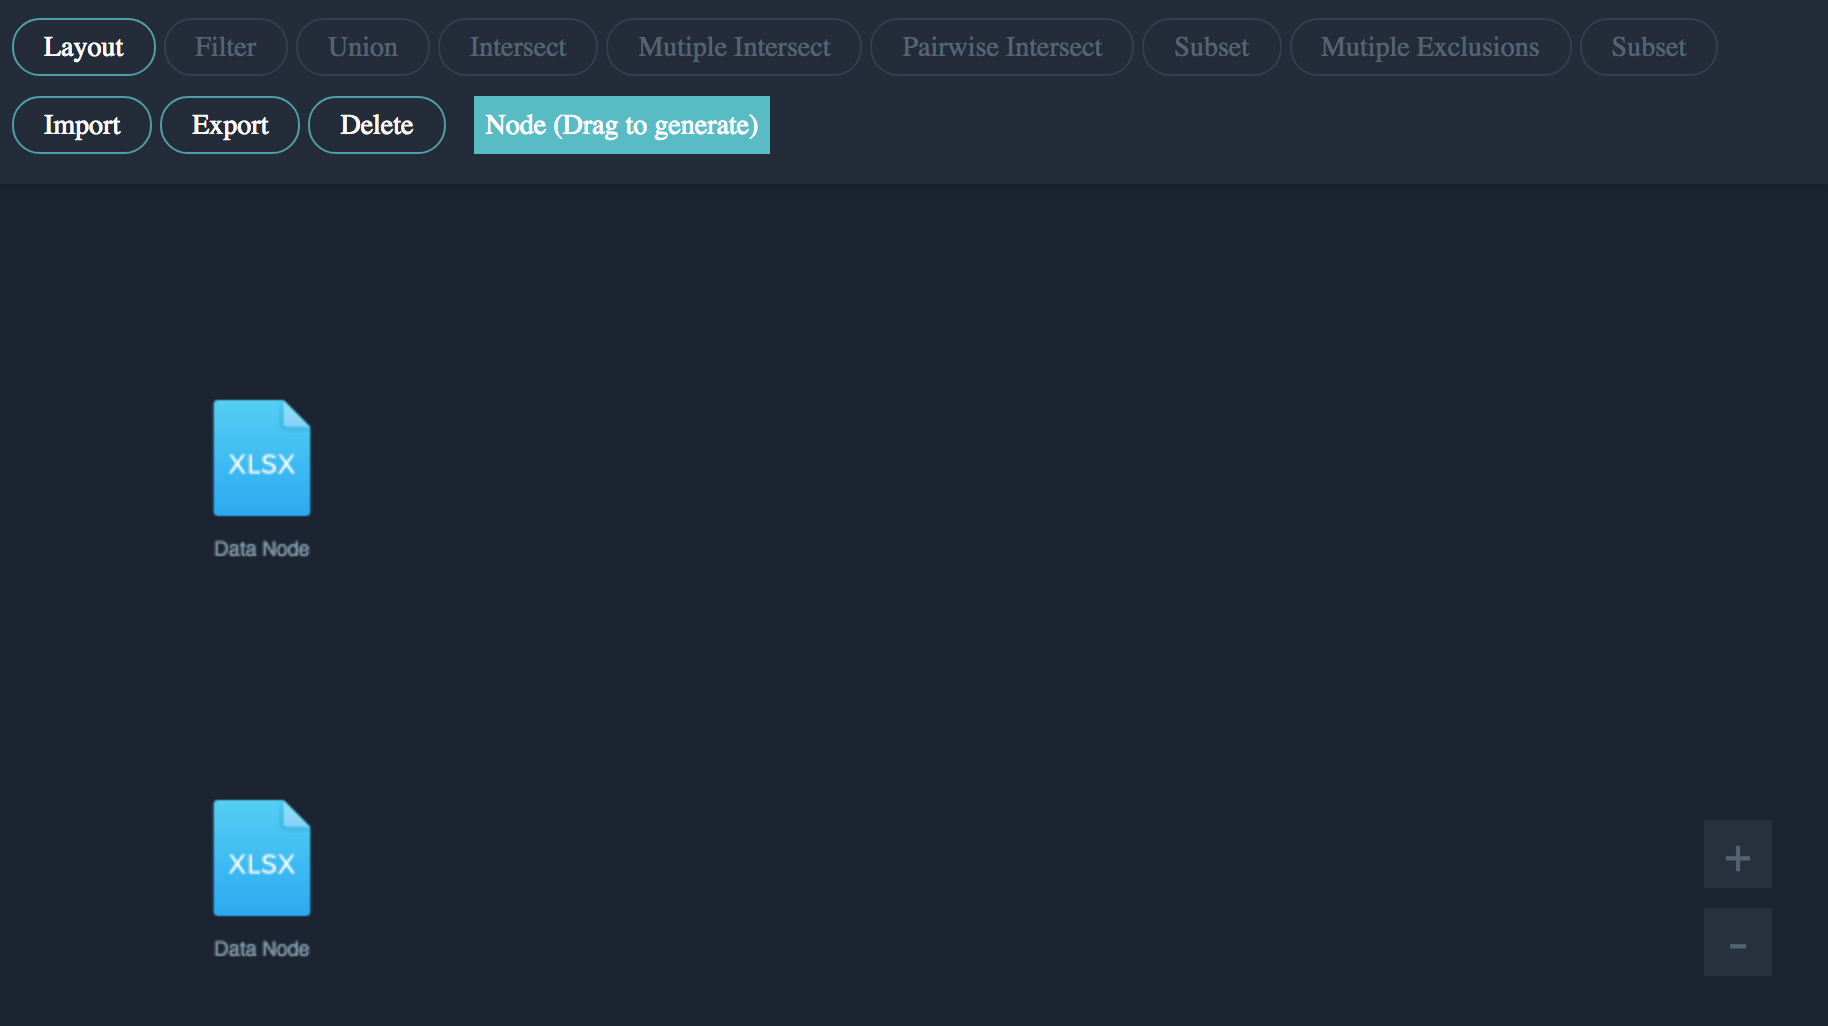 Layout Filter Union Intersect Mutiple Intersect Pairwise Intersect Subset Mutiple Exclusions Subset
Import Export Delete Node (Drag to generate)
XLSX
Data Node
XLSX
Data Node
+
-